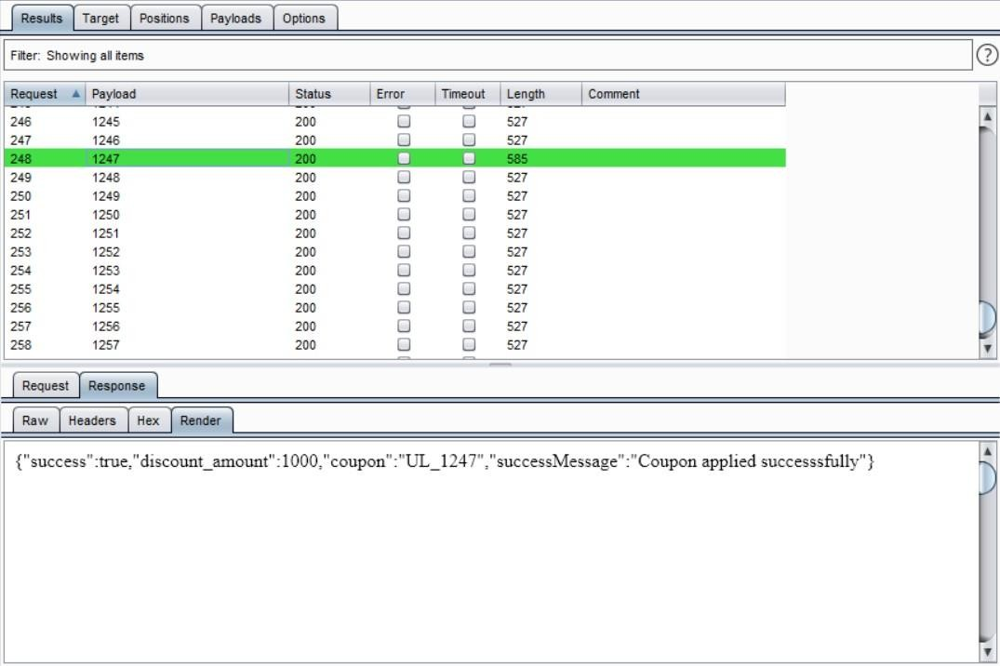 Results Target Positions Payloads Options
Filter: Showing all items ?
Request Payload Status Error Timeout Length Comment
246 1245 200 527
247 1246 200 527
248 1247 200 585
249 1248 200 527
250 1249 200 527
251 1250 200 527
252 1251 200 527
253 1252 200 527
254 1253 200 527
255 1254 200 527
256 1255 200 527
257 1256 200 527
258 1257 200 527
Request Response
Raw Headers Hex Render
{"success":true,"discount_amount":1000,"coupon":"UL_1247","successMessage":"Coupon applied successsfully"}